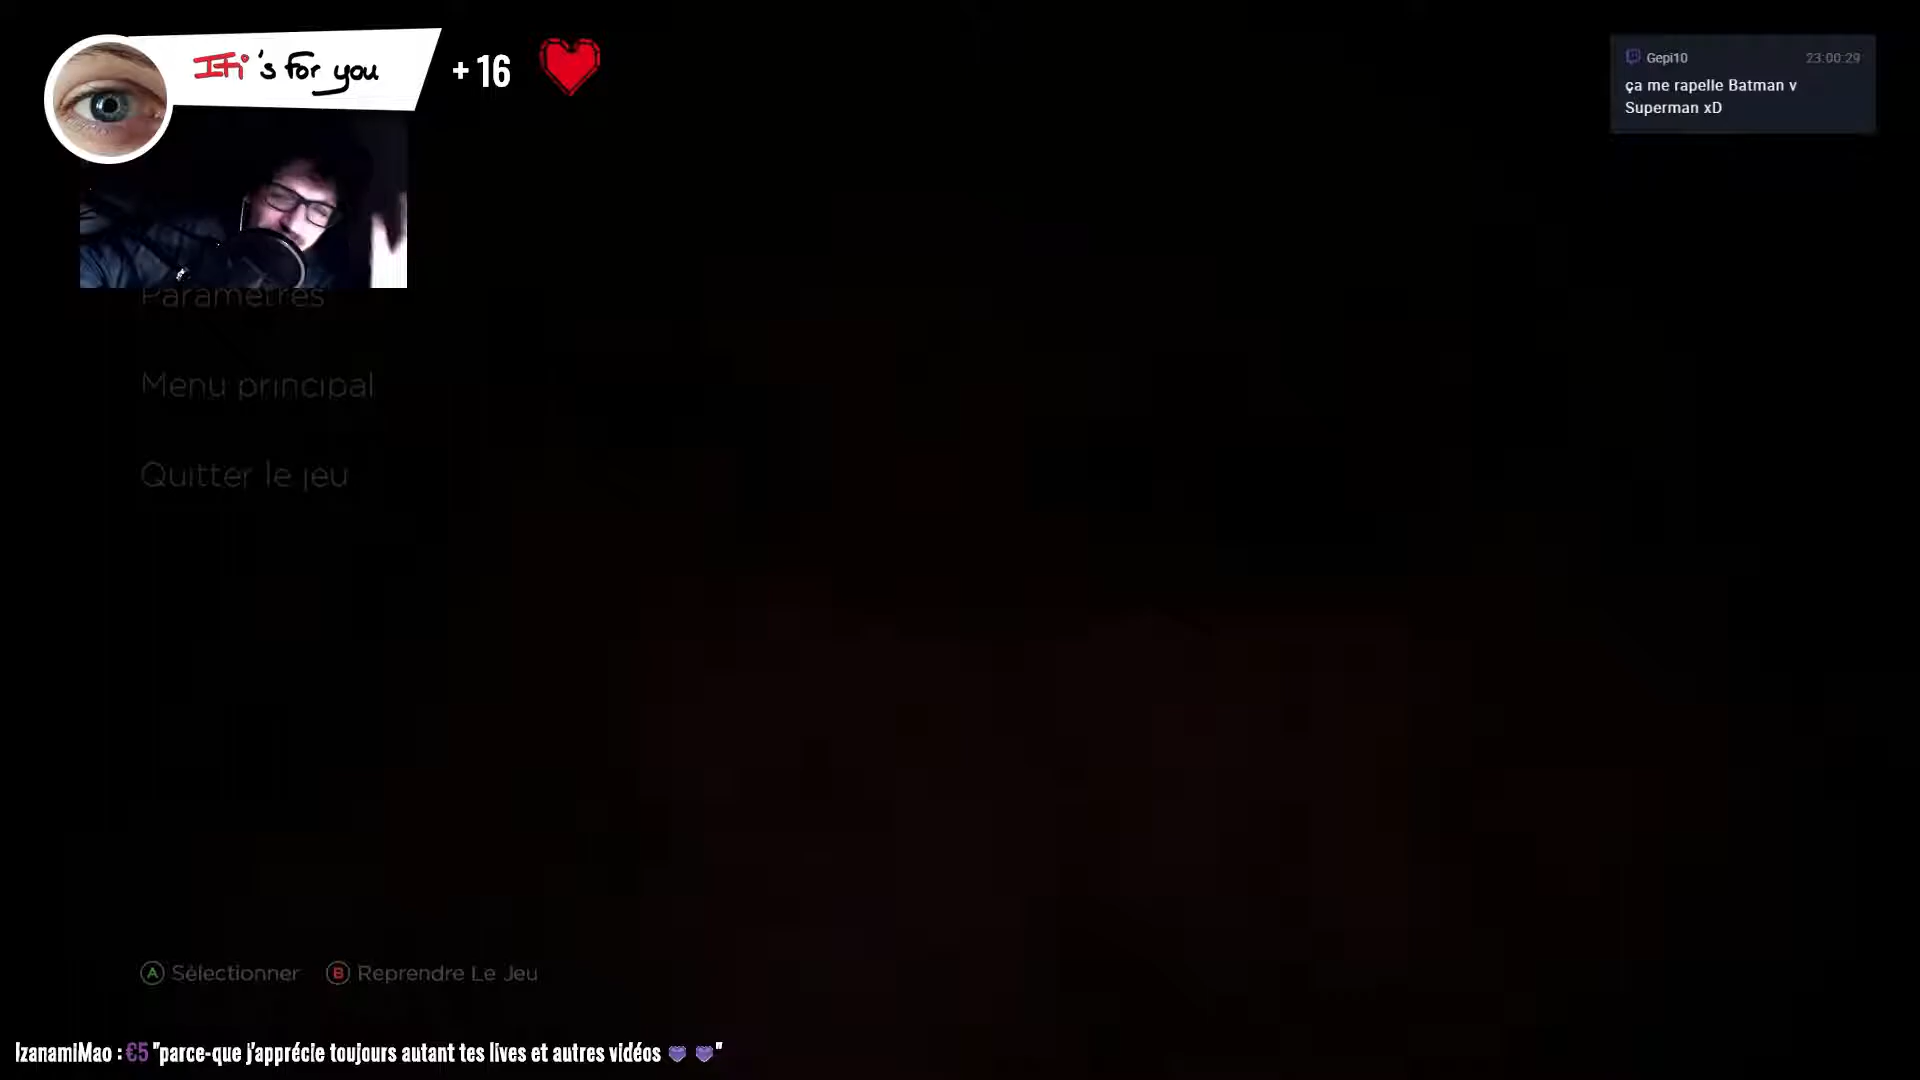 Iti's for you
+16
Gepi10 23:00:29
ça me rapelle Batman v
Superman xD
Paramètres
Menu principal
Quitter le jeu
A Sélectionner B Reprendre Le Jeu
IzanamiMao : €5 "parce-que j'apprécie toujours autant tes lives et autres vidéos 💜 💜"